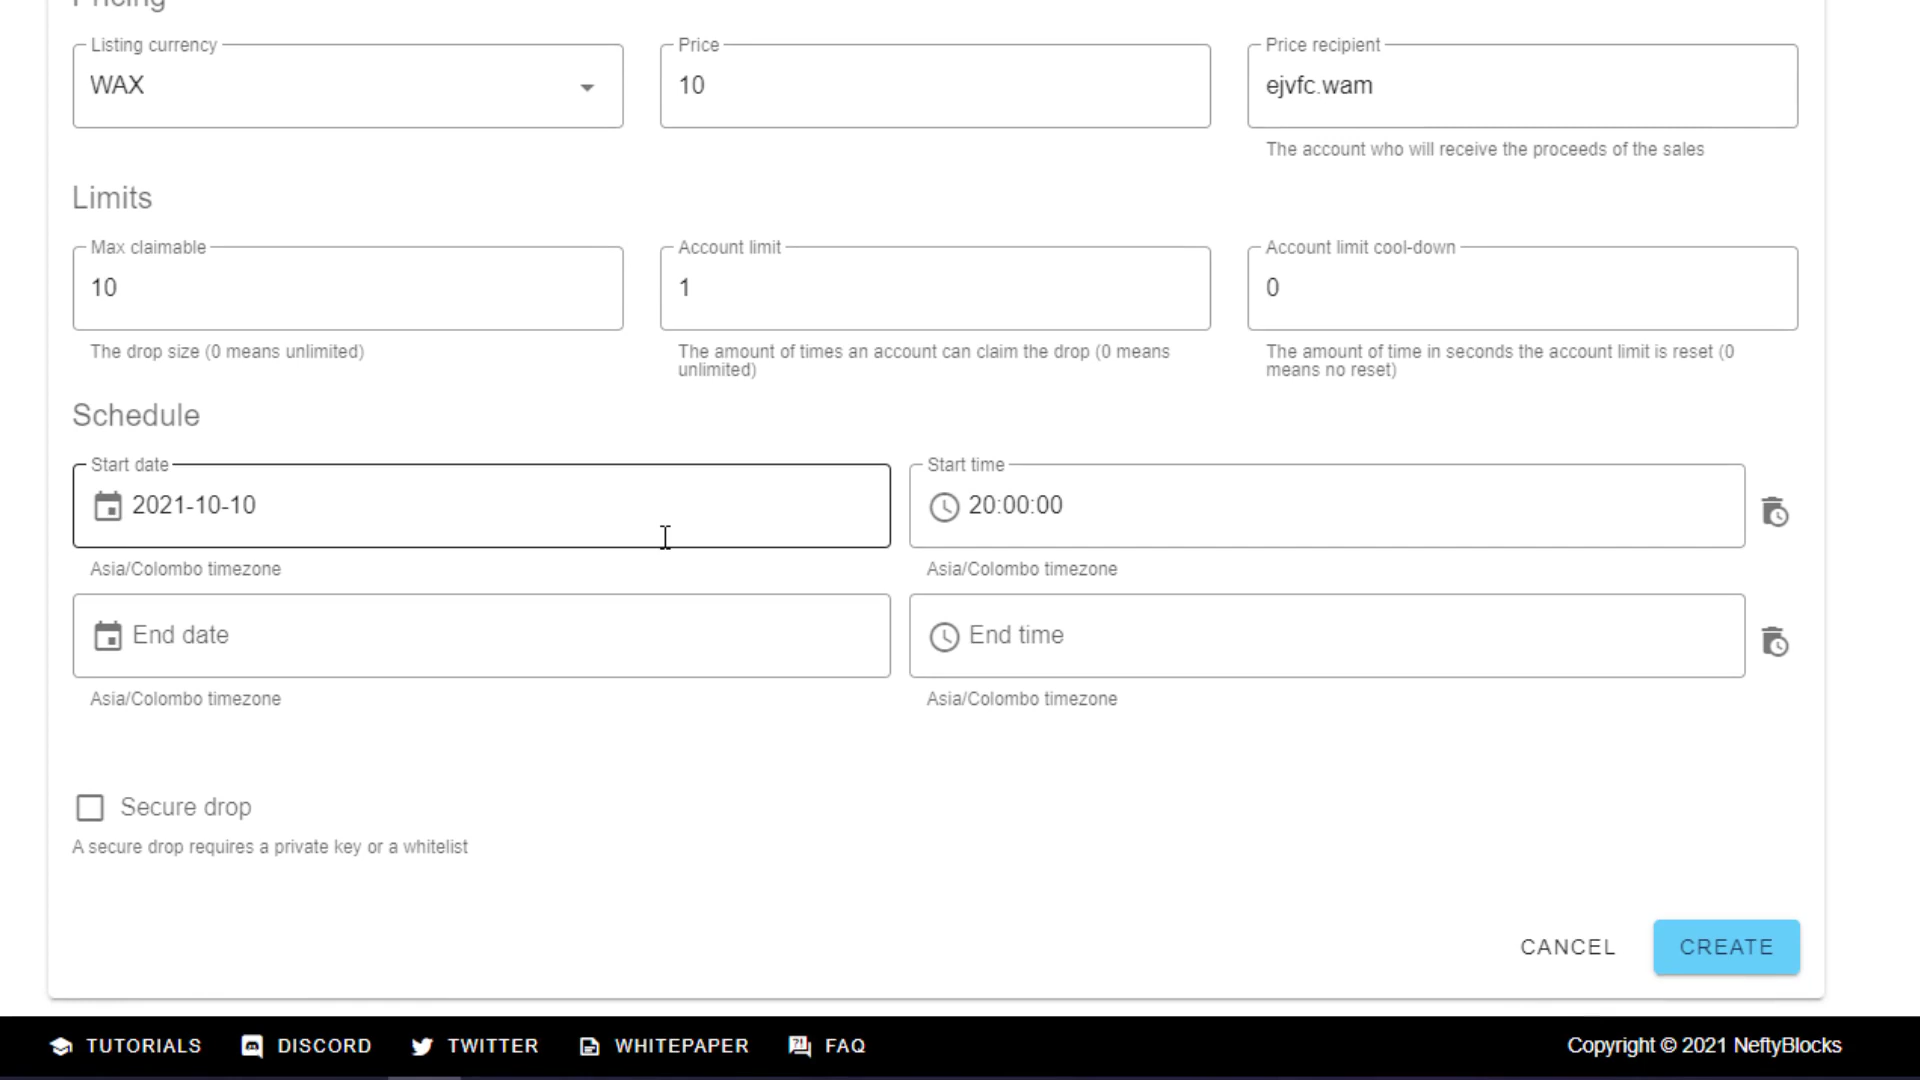 Pricing
Listing currency
Price
Price recipient
WAX
10
ejvfc.wam
The account who will receive the proceeds of the sales
Limits
Max claimable
Account limit
Account limit cool-down
10
1
0
The drop size (0 means unlimited)
The amount of times an account can claim the drop (0 means
unlimited)
The amount of time in seconds the account limit is reset (0
means no reset)
Schedule
Start date
Start time
2021-10-10
20:00:00
Asia/Colombo timezone
Asia/Colombo timezone
End date
End time
Asia/Colombo timezone
Asia/Colombo timezone
Secure drop
A secure drop requires a private key or a whitelist
CANCEL
CREATE
TUTORIALS
DISCORD
TWITTER
WHITEPAPER
FAQ
Copyright © 2021 NeftyBlocks